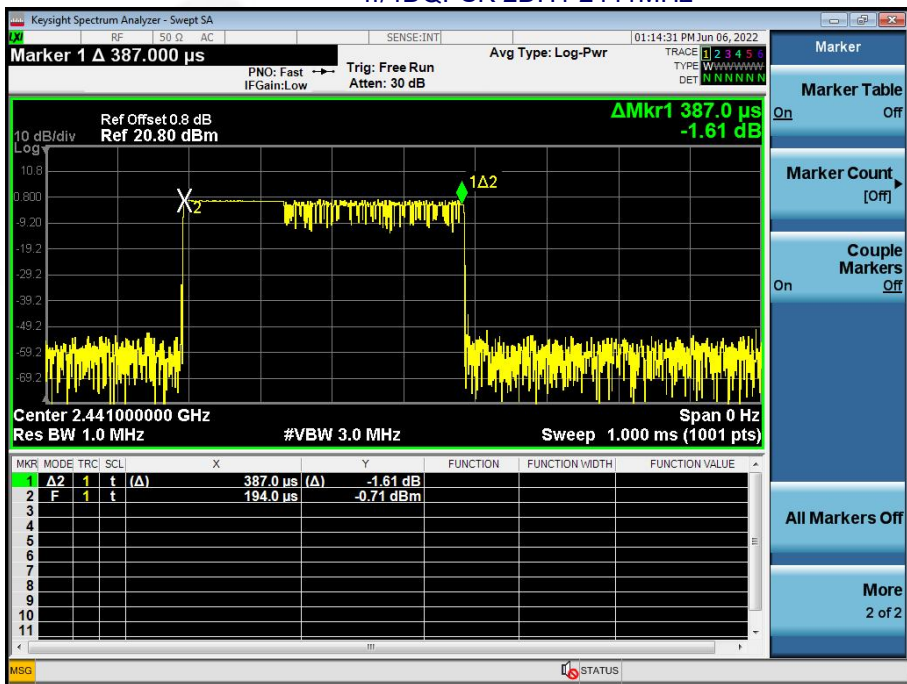 Keysight Spectrum Analyzer - Swept SA
LXI RF 50 Ω AC SENSE:INT 01:14:31 PM Jun 06, 2022
Marker 1 Δ 387.000 µs
PNO: Fast
IFGain:Low
Trig: Free Run
Atten: 30 dB
Avg Type: Log-Pwr
TRACE 1 2 3 4 5 6
TYPE WWWWWW
DET N N N N N N
ΔMkr1 387.0 µs
-1.61 dB
Ref Offset 0.8 dB
10 dB/div Ref 20.80 dBm
Log
10.8
0.800
-9.20
-19.2
-29.2
-39.2
-49.2
-59.2
-69.2
X2
1Δ2
Center 2.441000000 GHz Span 0 Hz
Res BW 1.0 MHz #VBW 3.0 MHz Sweep 1.000 ms (1001 pts)
MKR MODE TRC SCL X Y FUNCTION FUNCTION WIDTH FUNCTION VALUE
1 Δ2 1 t (Δ) 387.0 µs (Δ) -1.61 dB
2 F 1 t 194.0 µs -0.71 dBm
3
4
5
6
7
8
9
10
11
MSG STATUS
Marker
Marker Table
On Off
Marker Count
[Off]
Couple
Markers
On Off
All Markers Off
More
2 of 2